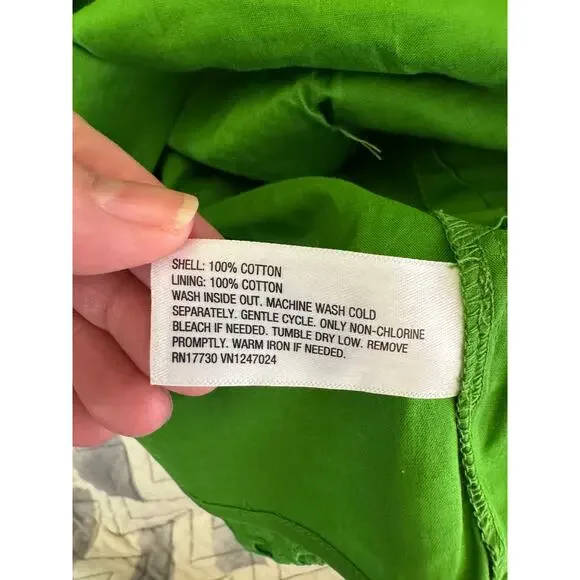 SHELL: 100% COTTON
LINING: 100% COTTON
WASH INSIDE OUT. MACHINE WASH COLD
SEPARATELY. GENTLE CYCLE. ONLY NON-CHLORINE
BLEACH IF NEEDED. TUMBLE DRY LOW. REMOVE
PROMPTLY. WARM IRON IF NEEDED.
RN17730 VN1247024